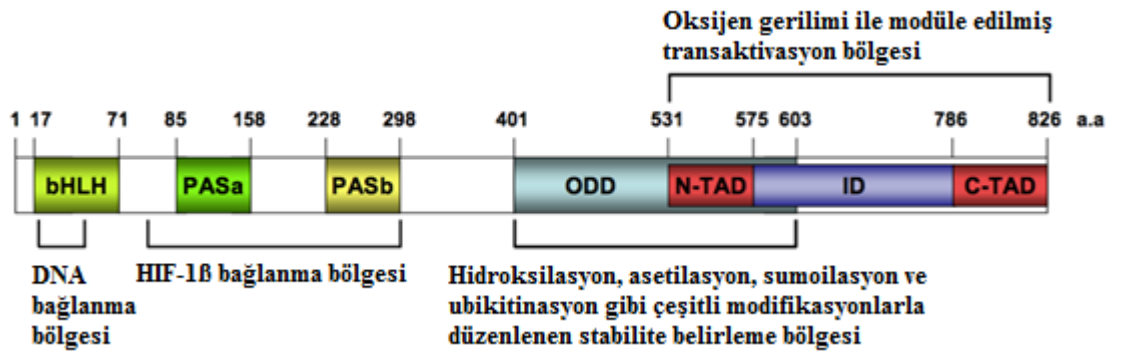 Oksijen gerilimi ile modüle edilmiş
transaktivasyon bölgesi
1 17 71 85 158 228 298 401 531 575 603 786 826 a.a
bHLH PASa PASb ODD N-TAD ID C-TAD
DNA
bağlanma
bölgesi
HIF-1ß bağlanma bölgesi
Hidroksilasyon, asetilasyon, sumoilasyon ve
ubikitinasyon gibi çeşitli modifikasyonlarla
düzenlenen stabilite belirleme bölgesi